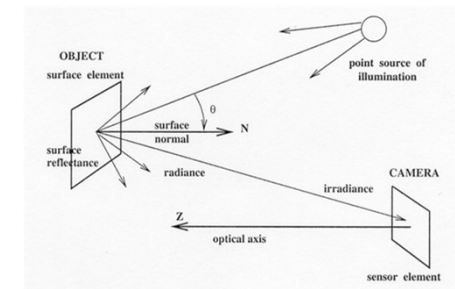 OBJECT
surface element
point source of
illumination
θ
surface
normal
N
surface
reflectance
radiance
CAMERA
irradiance
Z
optical axis
sensor element